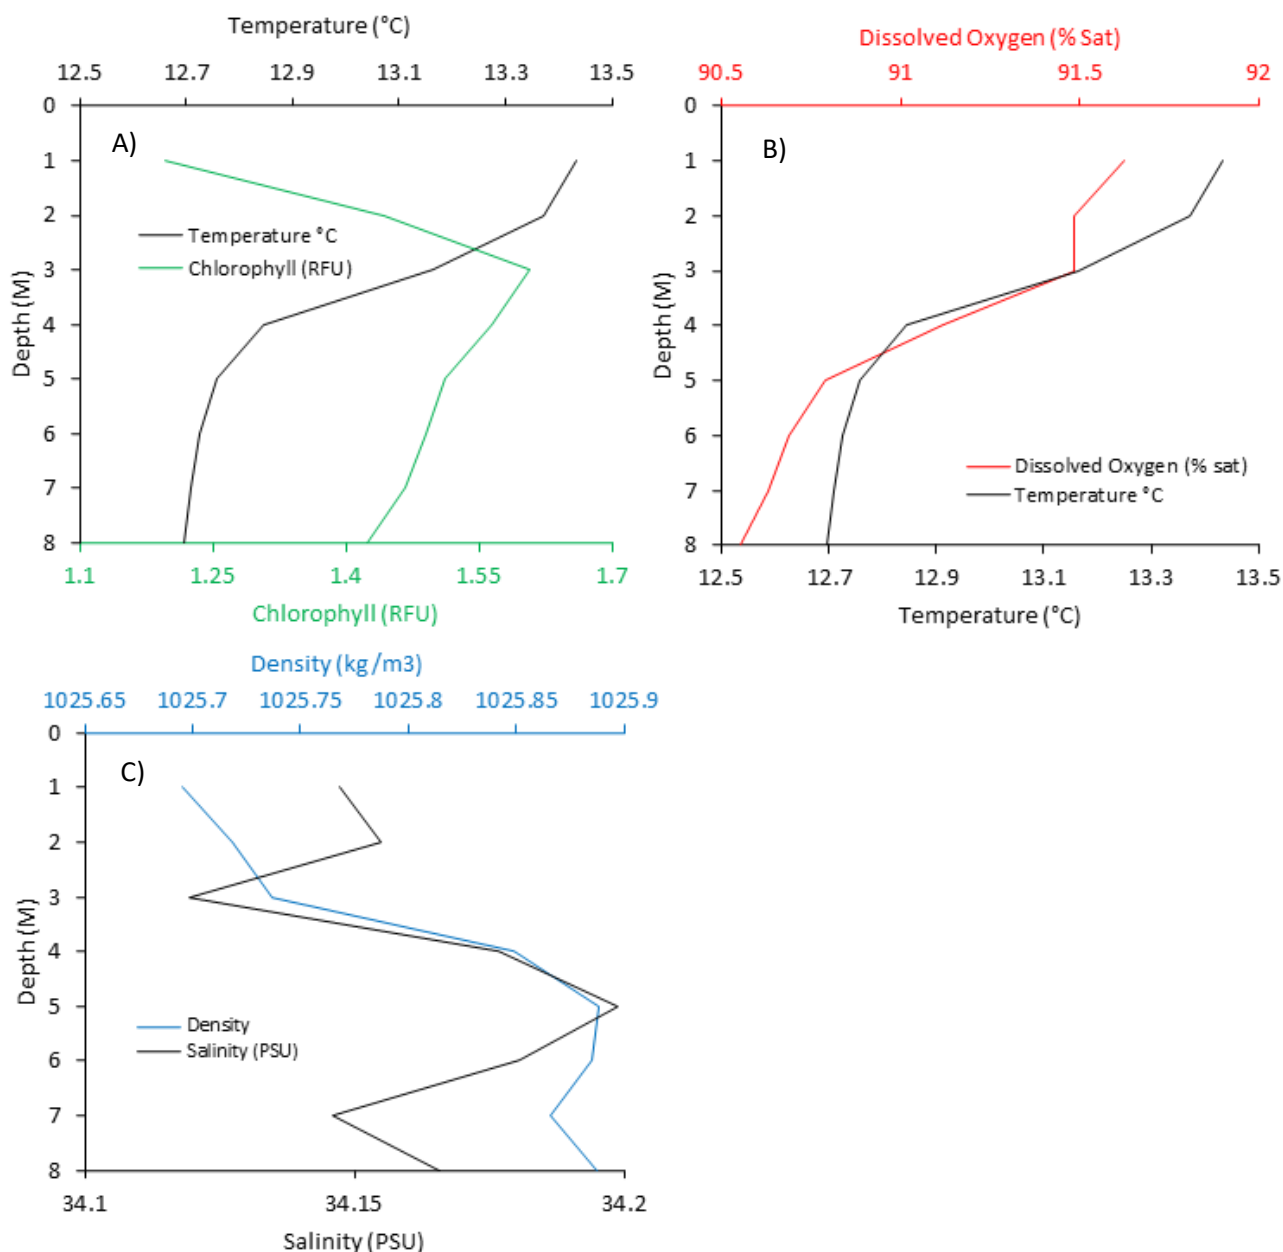 Temperature (°C)
12.5 12.7 12.9 13.1 13.3 13.5
0
1
2
3
4
5
6
7
8
Depth (M)
A)
Temperature °C
Chlorophyll (RFU)
1.1 1.25 1.4 1.55 1.7
Chlorophyll (RFU)
Dissolved Oxygen (% Sat)
90.5 91 91.5 92
0
1
2
3
4
5
6
7
8
Depth (M)
B)
Dissolved Oxygen (% sat)
Temperature °C
12.5 12.7 12.9 13.1 13.3 13.5
Temperature (°C)
Density (kg/m3)
1025.65 1025.7 1025.75 1025.8 1025.85 1025.9
0
1
2
3
4
5
6
7
8
Depth (M)
C)
Density
Salinity (PSU)
34.1 34.15 34.2
Salinity (PSU)